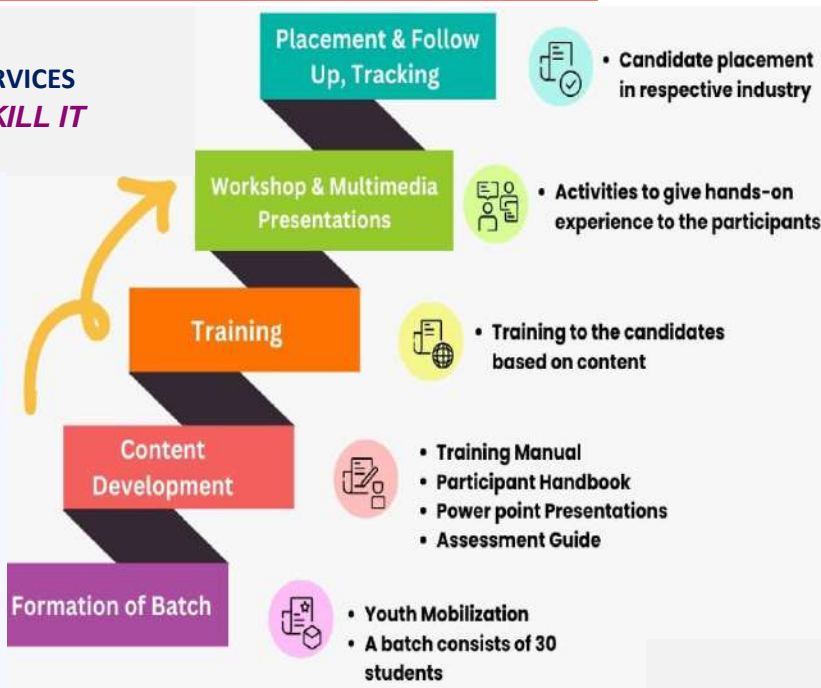 RVICES
KILL IT
Placement & Follow
Up, Tracking
• Candidate placement
in respective industry
Workshop & Multimedia
Presentations
• Activities to give hands-on
experience to the participants
Training
• Training to the candidates
based on content
Content
Development
• Training Manual
• Participant Handbook
• Power point Presentations
• Assessment Guide
Formation of Batch
• Youth Mobilization
• A batch consists of 30
students